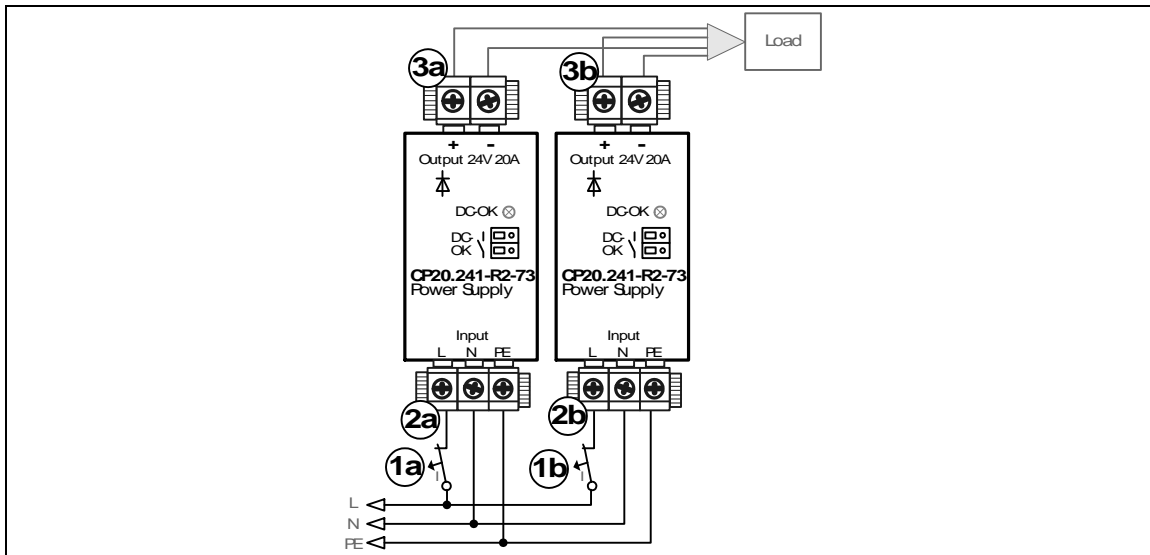 Load
3a
3b
+ -
Output 24V 20A
DC-OK
DC-
OK
CP20.241-R2-73
Power Supply
Input
L N PE
+ -
Output 24V 20A
DC-OK
DC-
OK
CP20.241-R2-73
Power Supply
Input
L N PE
2a
2b
1a
I
1b
I
L
N
PE